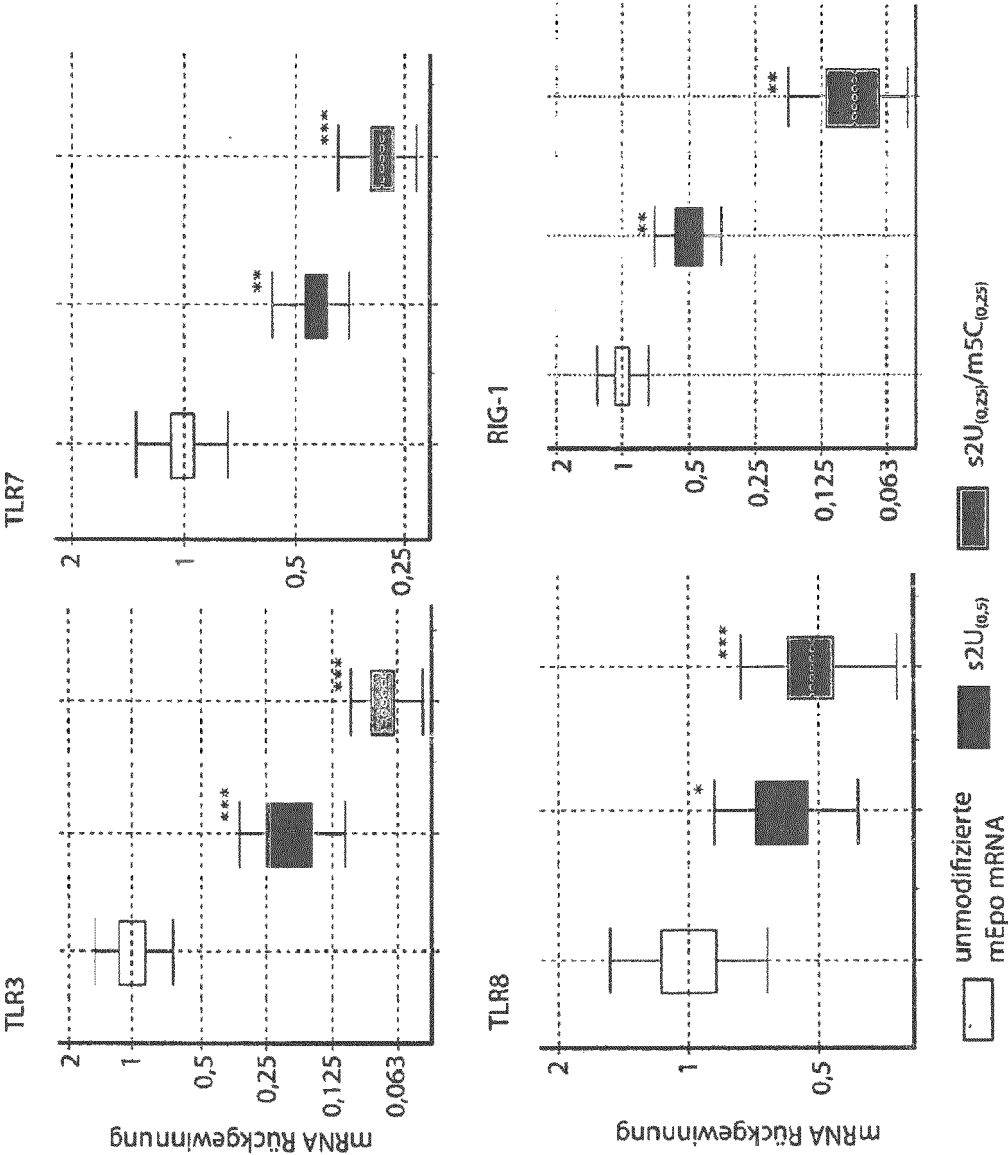 TLR3
mRNA Rückgewinnung
2
1
0,5
0,25
0,125
0,063
***
***
TLR7
2
1
0,5
0,25
**
***
TLR8
mRNA Rückgewinnung
2
1
0,5
*
***
RIG-1
2
1
0,5
0,25
0,125
0,063
**
**
unmodifizierte
mEpo mRNA
s2U(0,5)
s2U(0,25)/m5C(0,25)